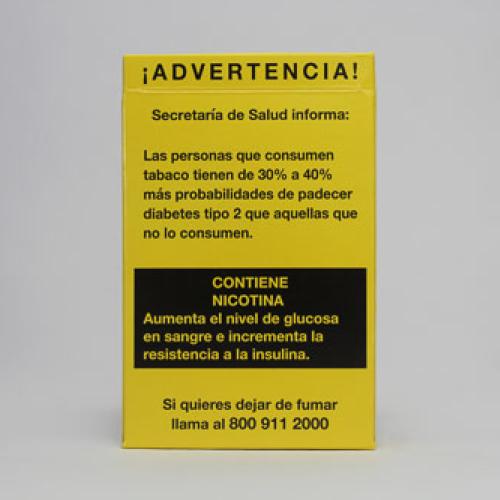 ¡ADVERTENCIA!
Secretaría de Salud informa:
Las personas que consumen
tabaco tienen de 30% a 40%
más probabilidades de padecer
diabetes tipo 2 que aquellas que
no lo consumen.
CONTIENE
NICOTINA
Aumenta el nivel de glucosa
en sangre e incrementa la
resistencia a la insulina.
Si quieres dejar de fumar
llama al 800 911 2000